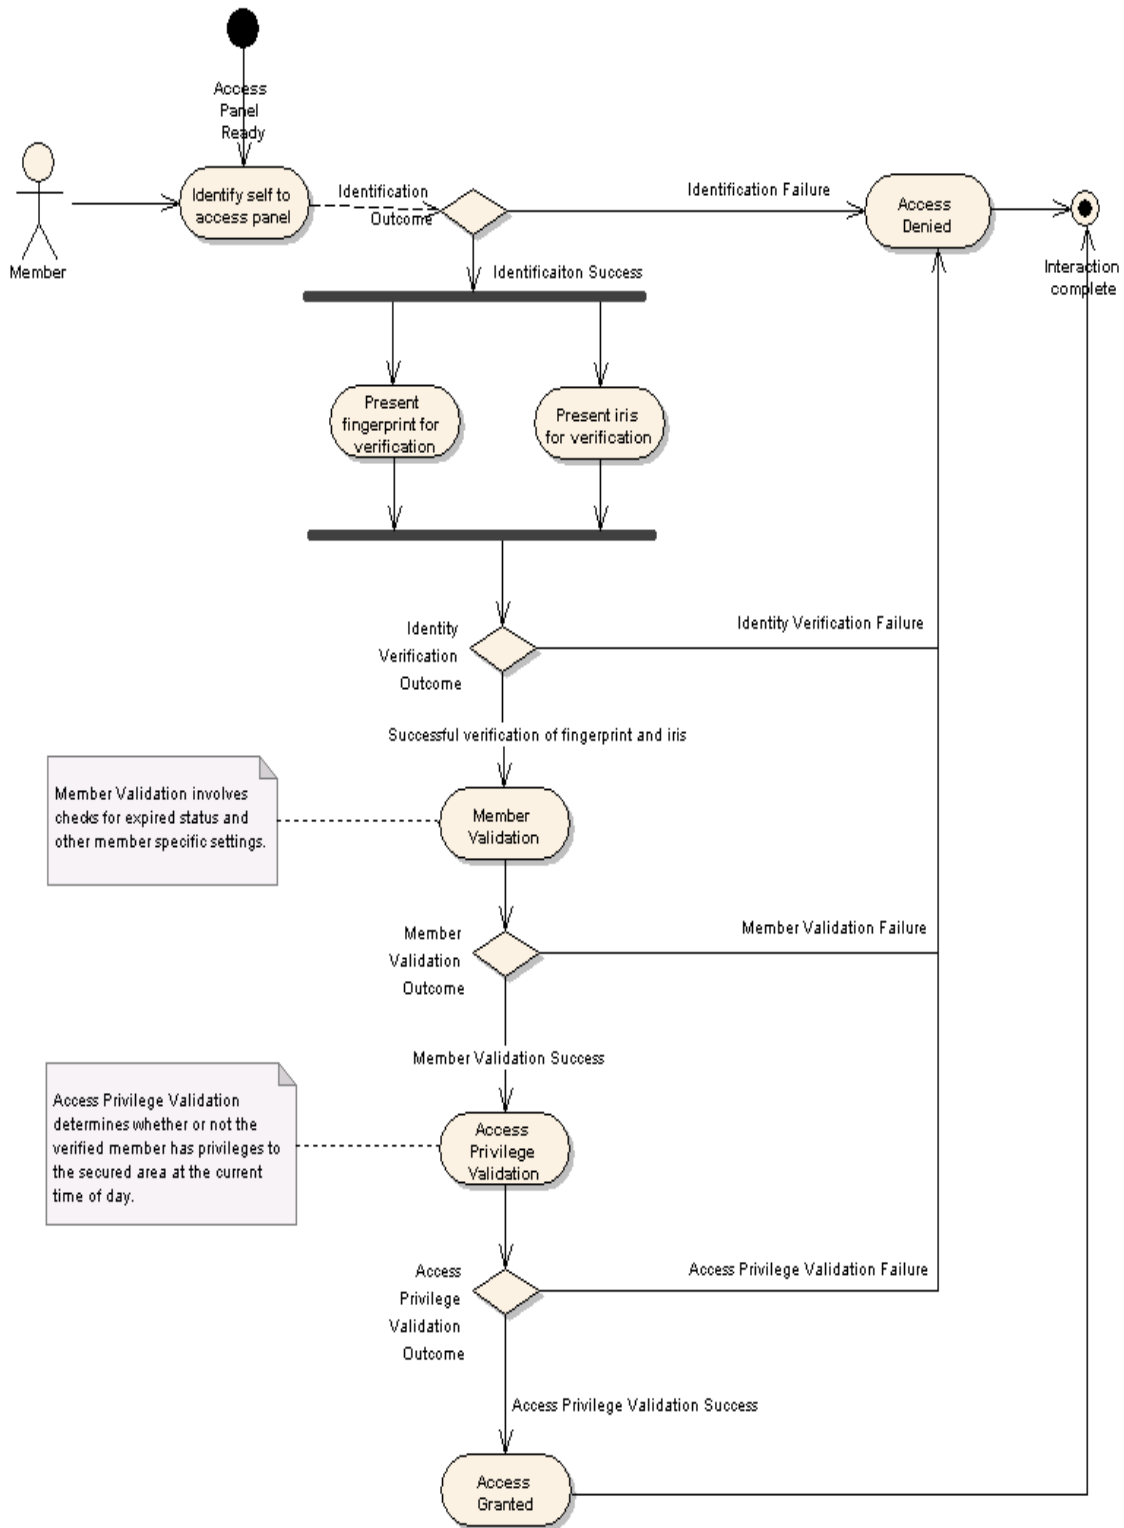 Access
Panel
Ready
Member
Identify self to
access panel
Identification
Outcome
Identification Failure
Access
Denied
Interaction
complete
Identificaiton Success
Present
fingerprint for
verification
Present iris
for verification
Identity
Verification
Outcome
Identity Verification Failure
Successful verification of fingerprint and iris
Member Validation involves
checks for expired status and
other member specific settings.
Member
Validation
Member
Validation
Outcome
Member Validation Failure
Member Validation Success
Access Privilege Validation
determines whether or not the
verified member has privileges to
the secured area at the current
time of day.
Access
Privilege
Validation
Access
Privilege
Validation
Outcome
Access Privilege Validation Failure
Access Privilege Validation Success
Access
Granted